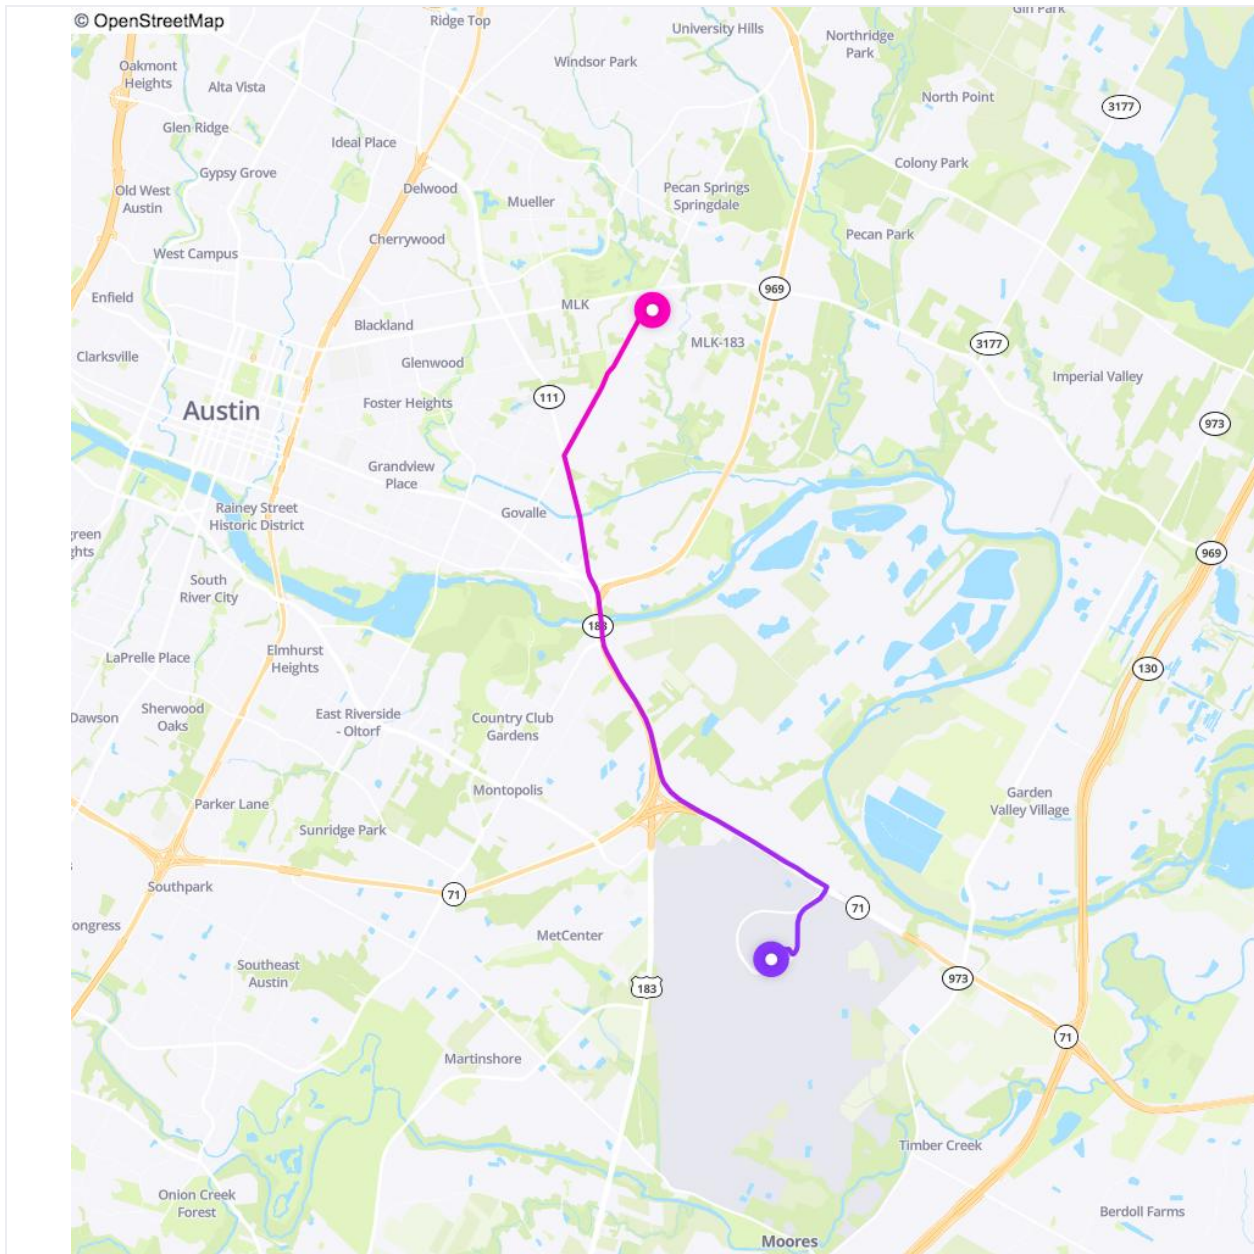 © OpenStreetMap
Ridge Top
University Hills
Northridge
Park
Oakmont
Heights
Alta Vista
Windsor Park
North Point
3177
Glen Ridge
Ideal Place
Colony Park
Gypsy Grove
Old West
Austin
Delwood
Mueller
Pecan Springs
Springdale
West Campus
Cherrywood
Pecan Park
Enfield
MLK
969
Blackland
MLK-183
3177
Clarksville
Glenwood
Imperial Valley
111
Foster Heights
Austin
973
Grandview
Place
Rainey Street
Historic District
Govalle
969
South
River City
183
LaPrelle Place
Elmhurst
Heights
130
Dawson
Sherwood
Oaks
East Riverside
- Oltorf
Country Club
Gardens
Parker Lane
Montopolis
Garden
Valley Village
Sunridge Park
Southpark
71
71
MetCenter
Southeast
Austin
183
973
71
Martinshore
Timber Creek
Onion Creek
Forest
Berdoll Farms
Moores